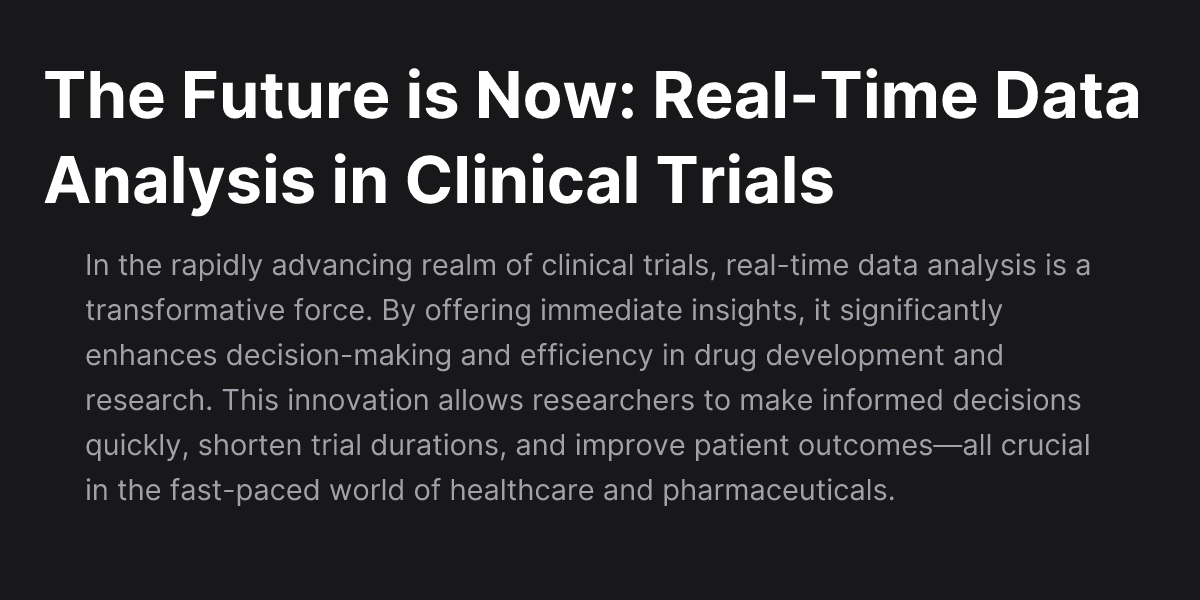 The Future is Now: Real-Time Data
Analysis in Clinical Trials
In the rapidly advancing realm of clinical trials, real-time data analysis is a
transformative force. By offering immediate insights, it significantly
enhances decision-making and efficiency in drug development and
research. This innovation allows researchers to make informed decisions
quickly, shorten trial durations, and improve patient outcomes—all crucial
in the fast-paced world of healthcare and pharmaceuticals.